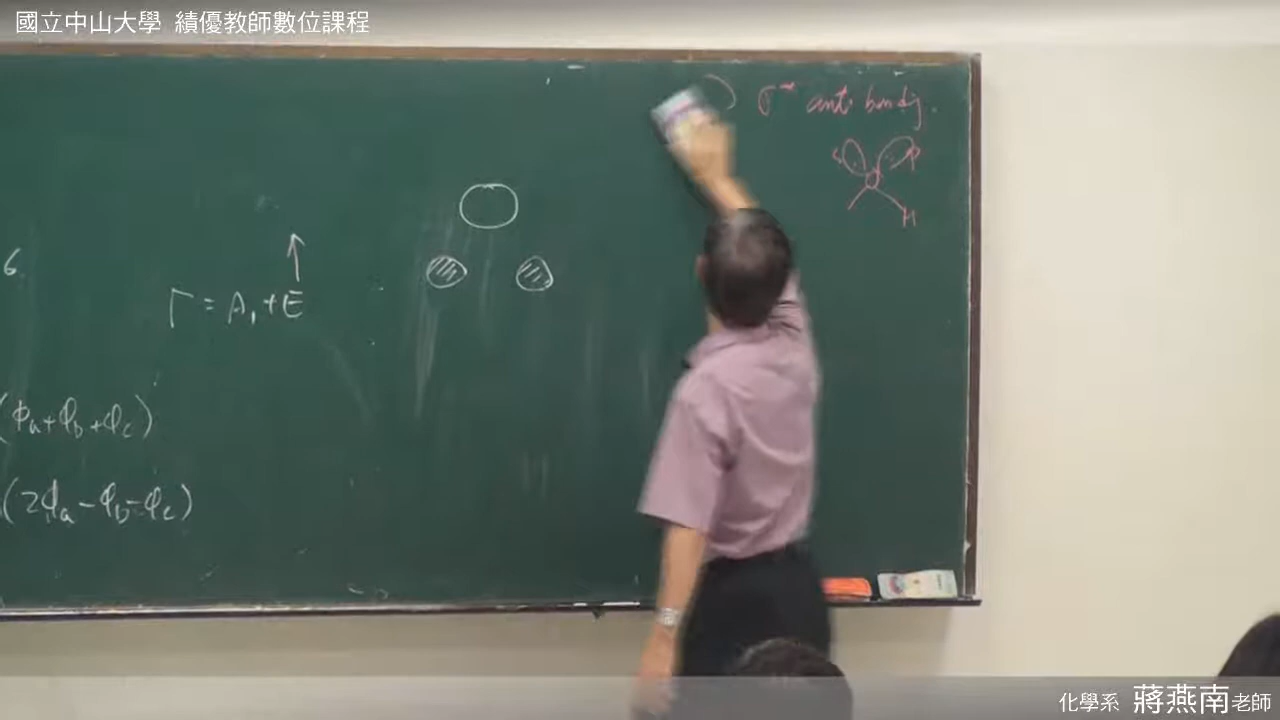 國立中山大學 績優教師數位課程
σ* anti bonding.
6
Γ = A₁ + E
H
(φa+φb+φc)
(2φa-φb-φc)
化學系 蔣燕南老師